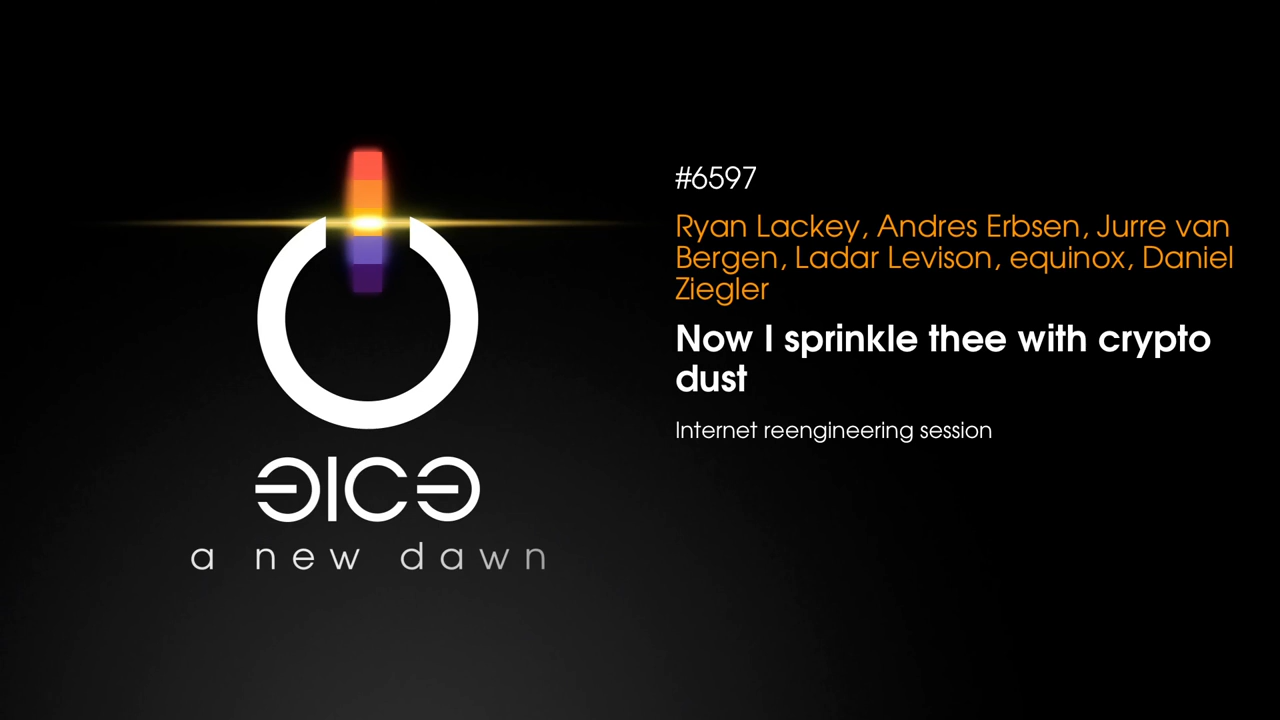 #6597
Ryan Lackey, Andres Erbsen, Jurre van
Bergen, Ladar Levison, equinox, Daniel
Ziegler
Now I sprinkle thee with crypto
dust
Internet reengineering session
ЭIСЭ
a new dawn